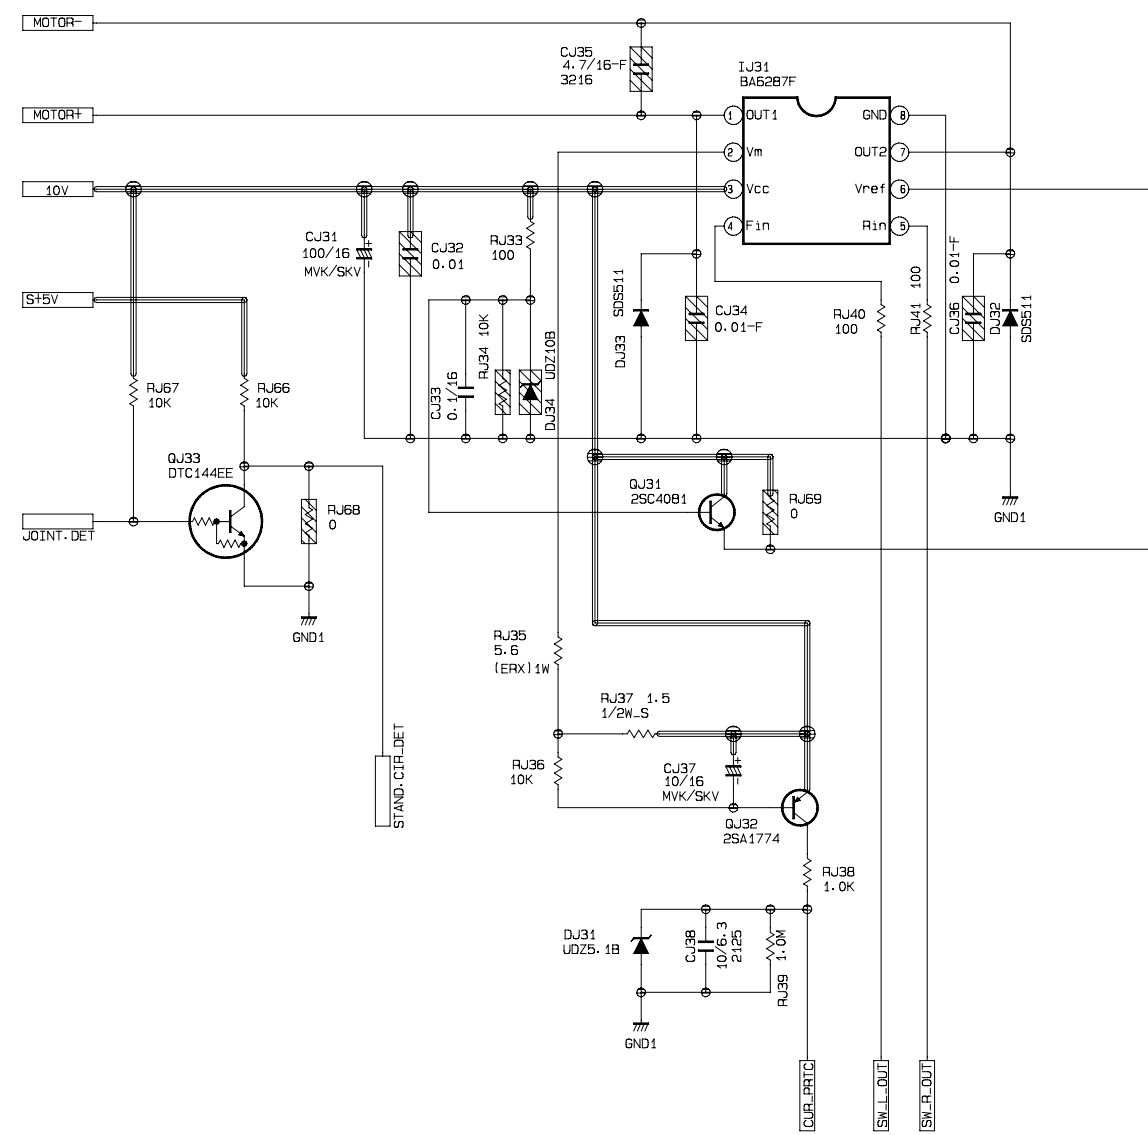 MOTOR-
CJ35
4.7/16-F
3216
IJ31
BA6287F
MOTOR+
1 OUT1
GND 8
2 Vm
OUT2 7
10V
3 Vcc
Vref 6
4 Fin
Rin 5
CJ31
100/16
MVK/SKV
CJ32
0.01
RJ33
100
S+5V
SDS511
DJ33
CJ34
0.01-F
RJ40
100
RJ41 100
CJ36 0.01-F
DJ32
SDS511
RJ34 10K
UDZ10B
DJ34
CJ33
0.1/16
RJ67
10K
RJ66
10K
QJ33
DTC144EE
QJ31
2SC4081
RJ69
0
RJ68
0
GND1
JOINT.DET
GND1
RJ35
5.6
(ERX)1W
RJ37 1.5
1/2W_S
STAND.CIR_DET
RJ36
10K
CJ37
10/16
MVK/SKV
QJ32
2SA1774
RJ38
1.0K
DJ31
UDZ5.1B
CJ38
10/6.3
2125
1.0M
RJ39
GND1
CUR_PRTC
SW_L_OUT
SW_R_OUT